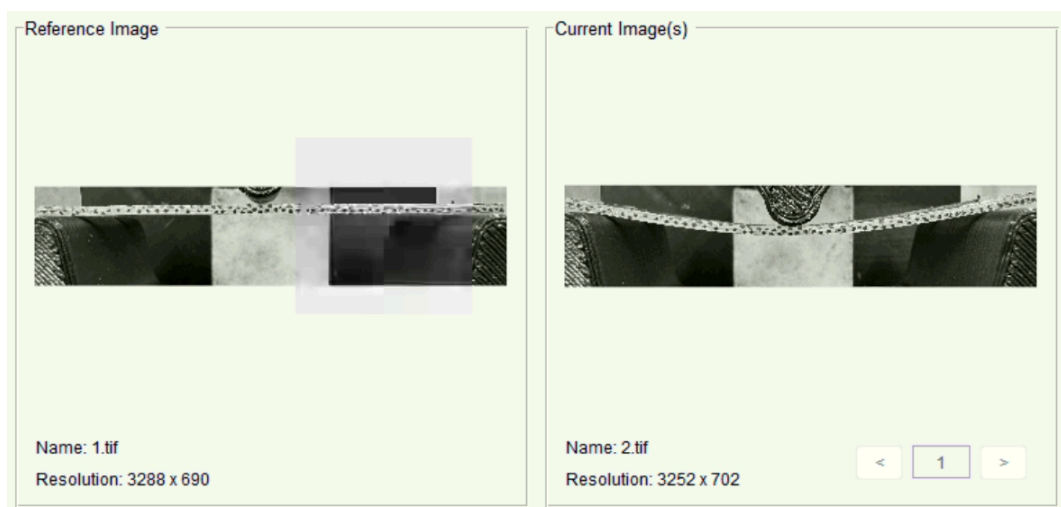 Reference Image
Name: 1.tif
Resolution: 3288 x 690
Current Image(s)
Name: 2.tif
Resolution: 3252 x 702
< 1 >